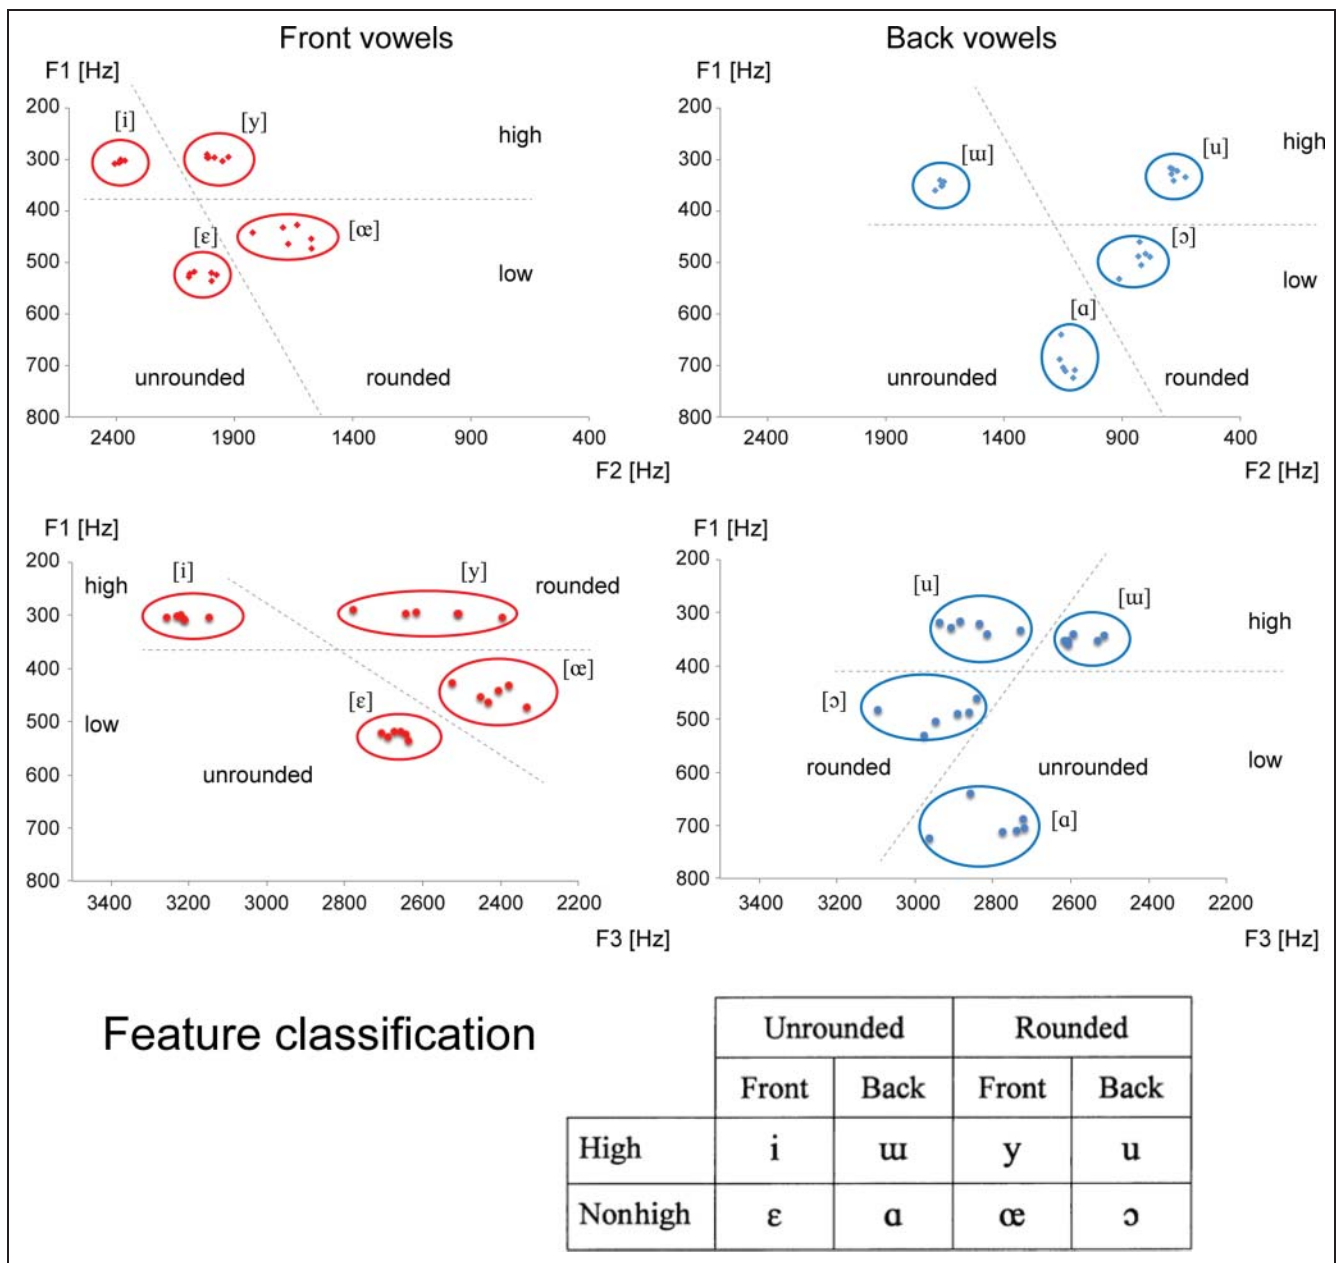 Front vowels
F1 [Hz]
200
300
400
500
600
700
800
[i]
[y]
[ɛ]
[œ]
high
low
unrounded
rounded
2400
1900
1400
900
400
F2 [Hz]
Back vowels
F1 [Hz]
200
300
400
500
600
700
800
[ɯ]
[u]
[ɔ]
[ɑ]
high
low
unrounded
rounded
2400
1900
1400
900
400
F2 [Hz]
F1 [Hz]
200
300
400
500
600
700
800
high
[i]
[y]
rounded
[œ]
[ɛ]
low
unrounded
3400
3200
3000
2800
2600
2400
2200
F3 [Hz]
F1 [Hz]
200
300
400
500
600
700
800
[u]
[ɯ]
high
[ɔ]
rounded
unrounded
low
[ɑ]
3400
3200
3000
2800
2600
2400
2200
F3 [Hz]
Feature classification
Unrounded Rounded
Front Back Front Back
High i ɯ y u
Nonhigh ɛ ɑ œ ɔ